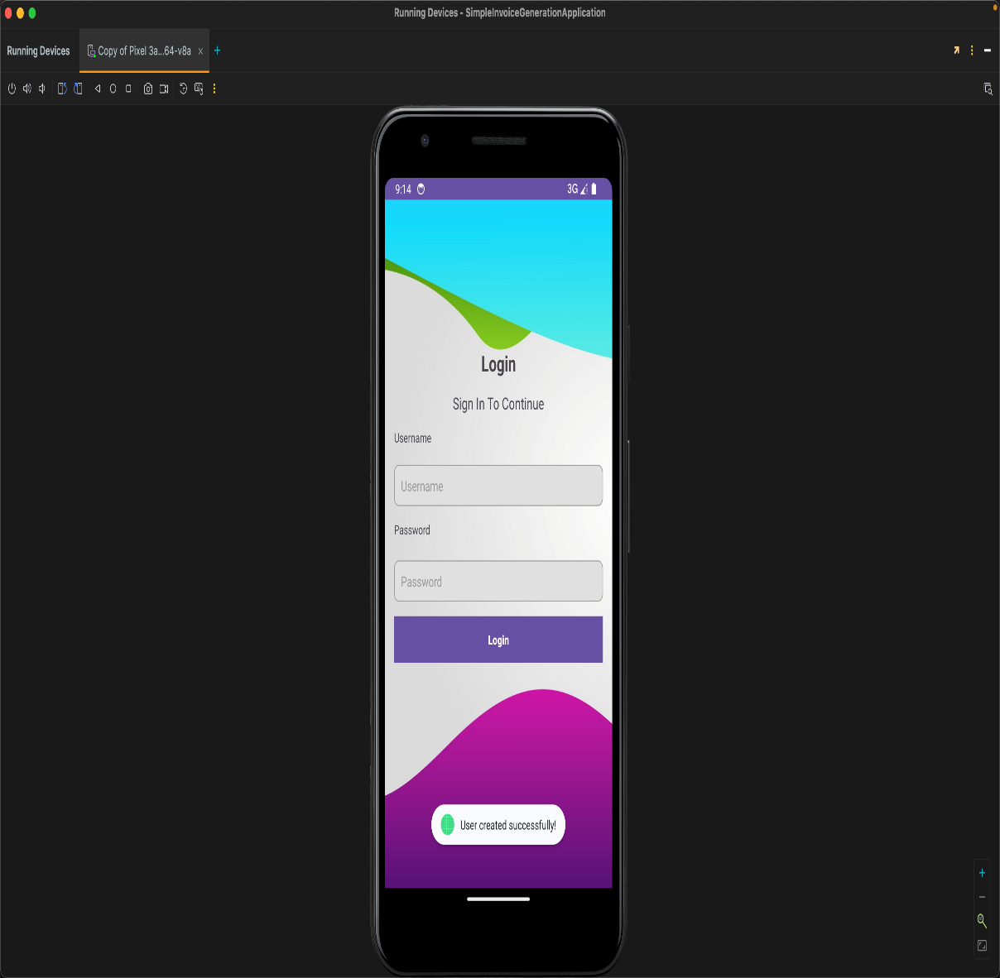 Running Devices - SimpleInvoiceGenerationApplication
Running Devices
Copy of Pixel 3a...64-v8a
9:14
3G
Login
Sign In To Continue
Username
Username
Password
Password
Login
User created successfully!